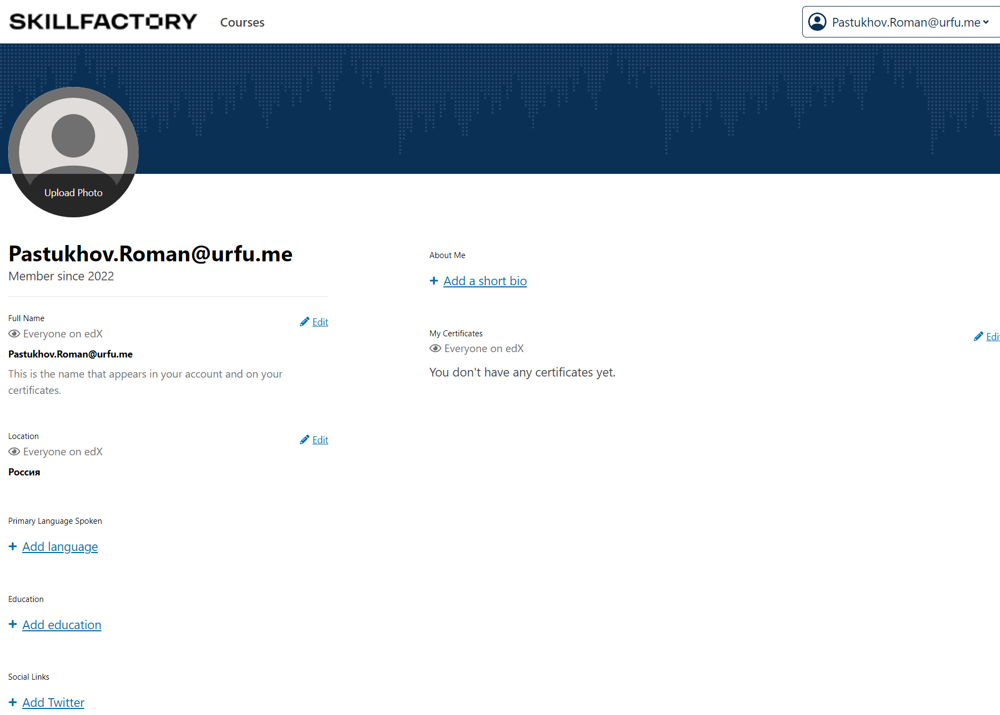 SKILLFACTORY
Courses
Pastukhov.Roman@urfu.me
Upload Photo
Pastukhov.Roman@urfu.me
Member since 2022
Full Name
Edit
Everyone on edX
Pastukhov.Roman@urfu.me
This is the name that appears in your account and on your
certificates.
Location
Edit
Everyone on edX
Россия
Primary Language Spoken
+ Add language
Education
+ Add education
Social Links
+ Add Twitter
About Me
+ Add a short bio
My Certificates
Edit
Everyone on edX
You don't have any certificates yet.